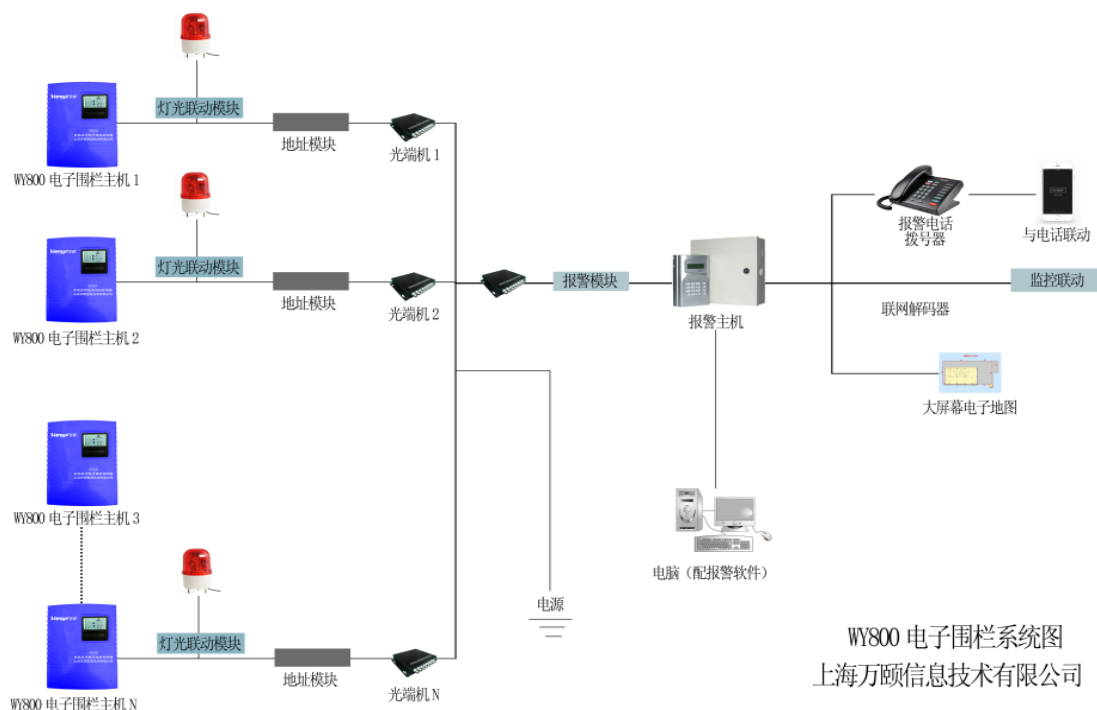 灯光联动模块
地址模块
光端机 1
WY800 电子围栏主机 1
灯光联动模块
地址模块
光端机 2
WY800 电子围栏主机 2
报警模块
报警主机
报警电话
拨号器
与电话联动
监控联动
联网解码器
大屏幕电子地图
WY800 电子围栏主机 3
电脑（配报警软件）
电源
灯光联动模块
地址模块
光端机 N
WY800 电子围栏主机 N
WY800 电子围栏系统图
上海万颐信息技术有限公司